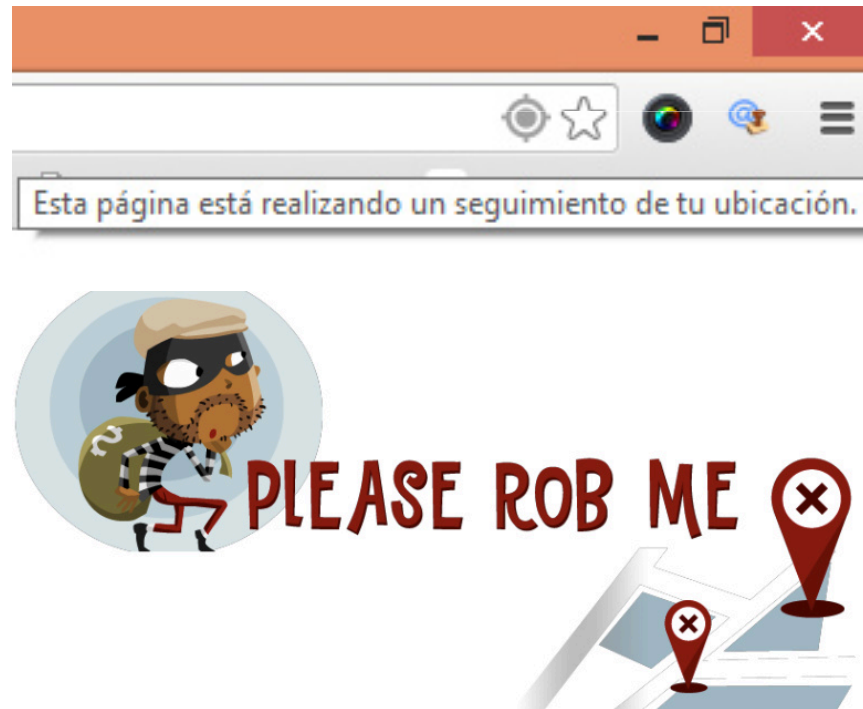 Esta página está realizando un seguimiento de tu ubicación.
PLEASE ROB ME